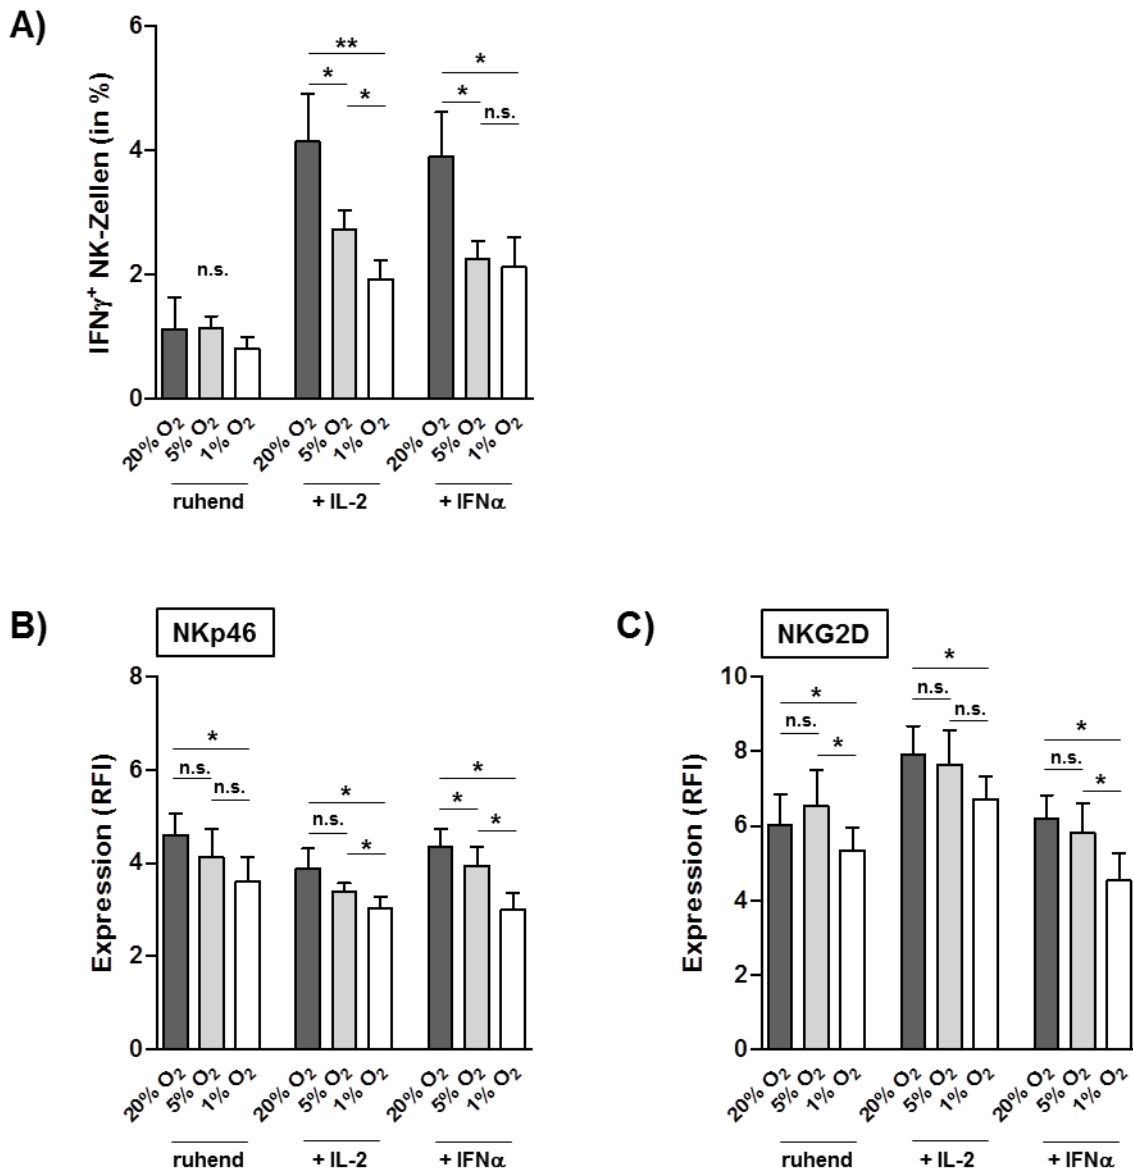 A)
IFNγ⁺ NK-Zellen (in %)
6
4
2
0
**
*
*
*
*
n.s.
n.s.
20% O₂
5% O₂
1% O₂
20% O₂
5% O₂
1% O₂
20% O₂
5% O₂
1% O₂
ruhend
+ IL-2
+ IFNα
B)
NKp46
Expression (RFI)
8
6
4
2
0
*
n.s.
n.s.
*
n.s.
*
*
*
*
20% O₂
5% O₂
1% O₂
20% O₂
5% O₂
1% O₂
20% O₂
5% O₂
1% O₂
ruhend
+ IL-2
+ IFNα
C)
NKG2D
Expression (RFI)
10
8
6
4
2
0
*
n.s.
*
*
n.s.
n.s.
*
n.s.
*
20% O₂
5% O₂
1% O₂
20% O₂
5% O₂
1% O₂
20% O₂
5% O₂
1% O₂
ruhend
+ IL-2
+ IFNα